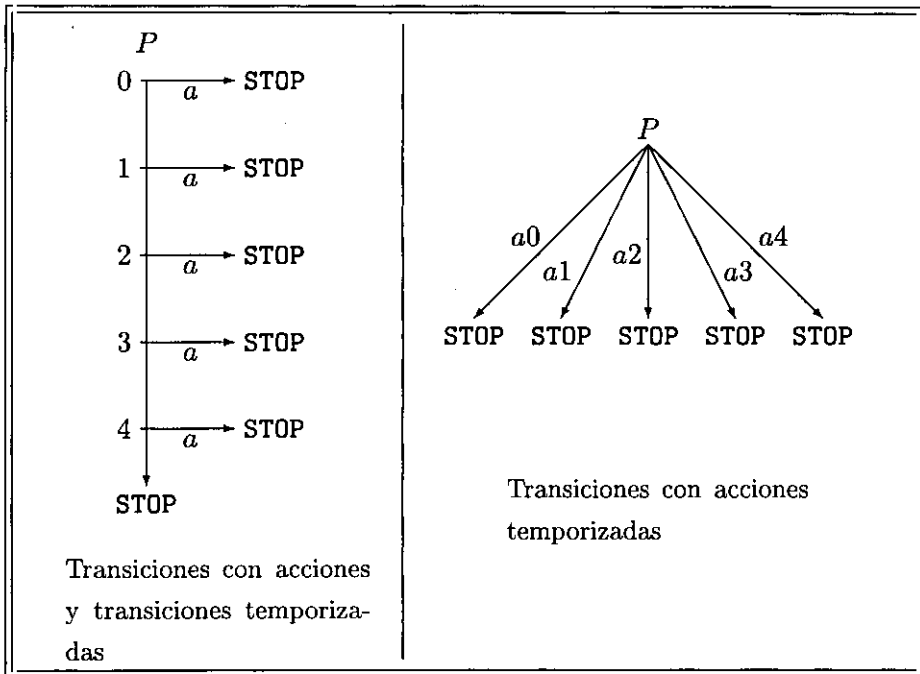 P
0 a STOP
1 a STOP
2 a STOP
3 a STOP
4 a STOP
STOP
Transiciones con acciones
y transiciones temporiza-
das
P
a0 a1 a2 a3 a4
STOP STOP STOP STOP STOP
Transiciones con acciones
temporizadas